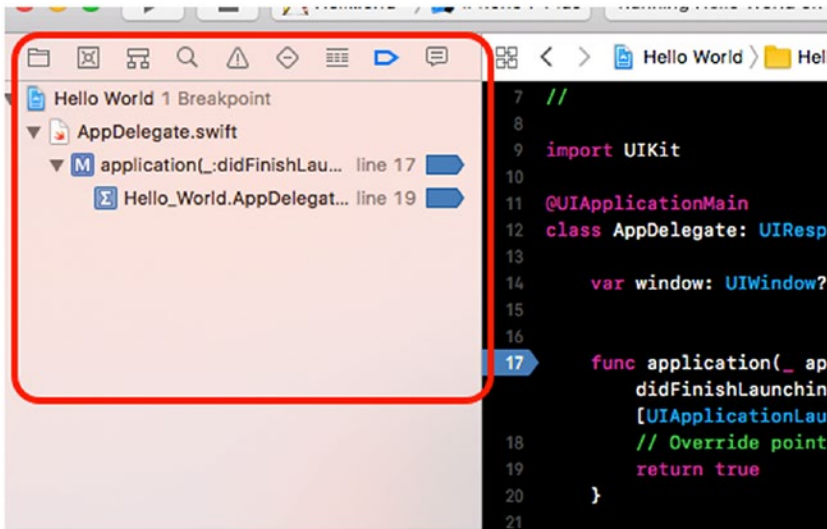 Hello World 1 Breakpoint
AppDelegate.swift
M application(_:didFinishLau... line 17
Σ Hello_World.AppDelegat... line 19
Hello World
7 //
8
9 import UIKit
10
11 @UIApplicationMain
12 class AppDelegate: UIResp
13
14 var window: UIWindow?
15
16
17 func application(_ ap
didFinishLaunchin
[UIApplicationLau
18 // Override point
19 return true
20 }
21